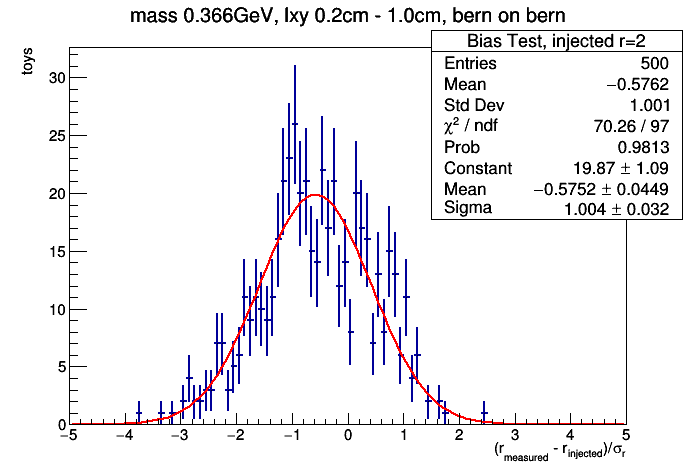 mass 0.366GeV, lxy 0.2cm - 1.0cm, bern on bern
Bias Test, injected r=2
Entries 500
Mean −0.5762
Std Dev 1.001
χ² / ndf 70.26 / 97
Prob 0.9813
Constant 19.87 ± 1.09
Mean −0.5752 ± 0.0449
Sigma 1.004 ± 0.032
toys
30
25
20
15
10
5
0
−5 −4 −3 −2 −1 0 1 2 3 4 5
(r_measured - r_injected)/σ_r